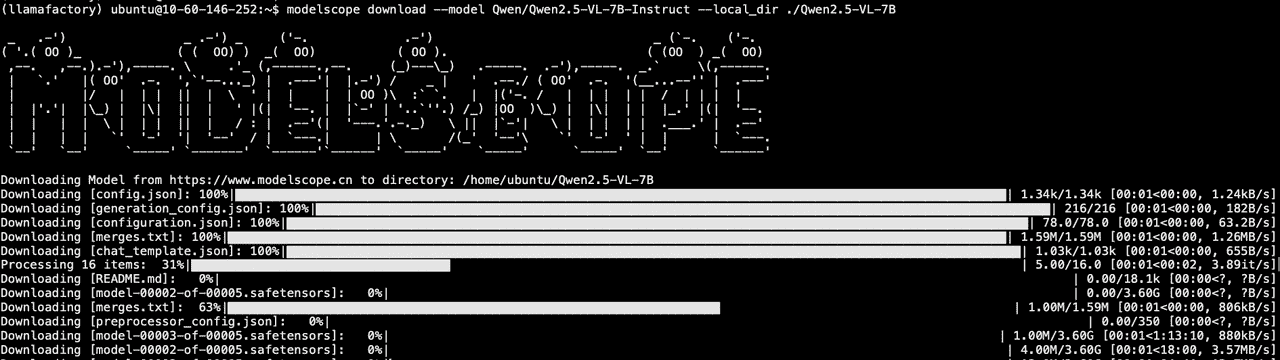 (llamafactory) ubuntu@10-60-146-252:~$ modelscope download --model Qwen/Qwen2.5-VL-7B-Instruct --local_dir ./Qwen2.5-VL-7B
MODELSCOPE
Downloading Model from https://www.modelscope.cn to directory: /home/ubuntu/Qwen2.5-VL-7B
Downloading [config.json]: 100%| | 1.34k/1.34k [00:01<00:00, 1.24kB/s]
Downloading [generation_config.json]: 100%| | 216/216 [00:01<00:00, 182B/s]
Downloading [configuration.json]: 100%| | 78.0/78.0 [00:01<00:00, 63.2B/s]
Downloading [merges.txt]: 100%| | 1.59M/1.59M [00:01<00:00, 1.26MB/s]
Downloading [chat_template.json]: 100%| | 1.03k/1.03k [00:01<00:00, 655B/s]
Processing 16 items: 31%| | 5.00/16.0 [00:01<00:02, 3.89it/s]
Downloading [README.md]: 0%| | 0.00/18.1k [00:00<?, ?B/s]
Downloading [model-00002-of-00005.safetensors]: 0%| | 0.00/3.60G [00:00<?, ?B/s]
Downloading [merges.txt]: 63%| | 1.00M/1.59M [00:00<00:00, 806kB/s]
Downloading [preprocessor_config.json]: 0%| | 0.00/350 [00:00<?, ?B/s]
Downloading [model-00003-of-00005.safetensors]: 0%| | 1.00M/3.60G [00:01<1:13:10, 880kB/s]
Downloading [model-00002-of-00005.safetensors]: 0%| | 4.00M/3.60G [00:01<18:00, 3.57MB/s]